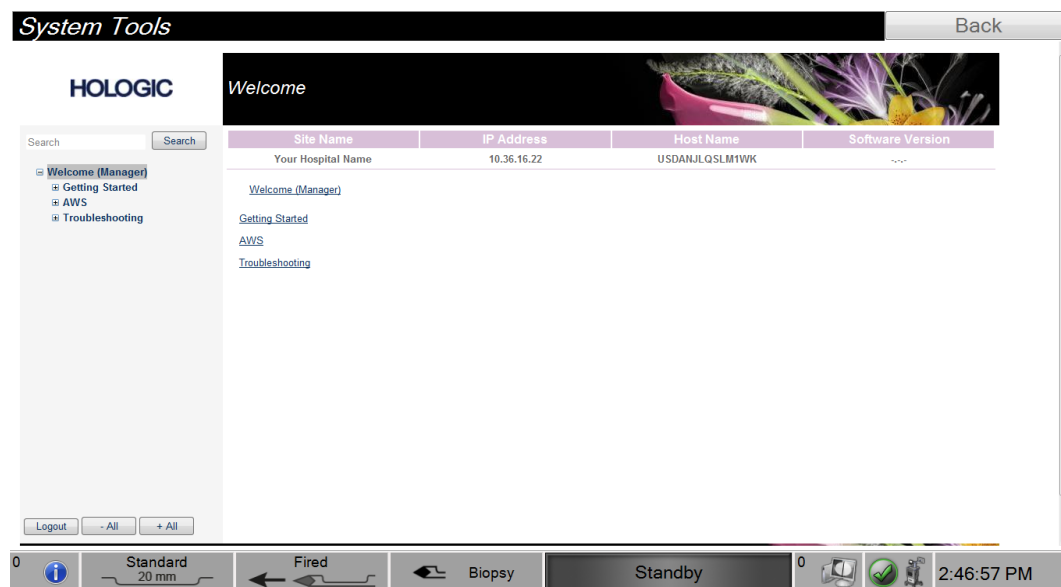 System Tools
Back
HOLOGIC
Welcome
Search
Search
Site Name IP Address Host Name Software Version
Your Hospital Name 10.36.16.22 USDANJLQSLM1WK -.-.-
Welcome (Manager)
Getting Started
AWS
Troubleshooting
Welcome (Manager)
Getting Started
AWS
Troubleshooting
Logout - All + All
0 Standard Fired Biopsy Standby 0 2:46:57 PM
20 mm